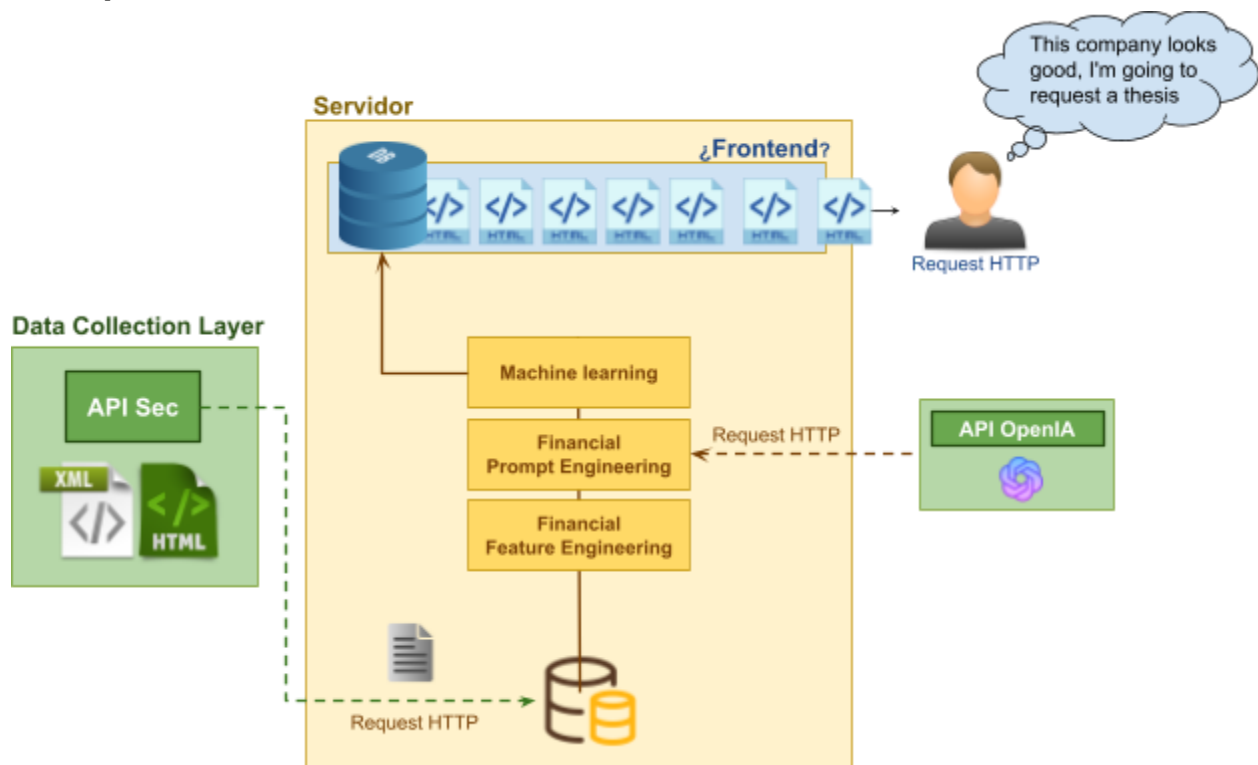 This company looks
good, I'm going to
request a thesis
Servidor
¿Frontend?
DB
</>
HTML
</>
HTML
</>
HTML
</>
HTML
</>
HTML
</>
HTML
</>
HTML
Request HTTP
Data Collection Layer
API Sec
XML
</>
</>
HTML
Machine learning
Financial
Prompt Engineering
Financial
Feature Engineering
Request HTTP
API OpenIA
Request HTTP